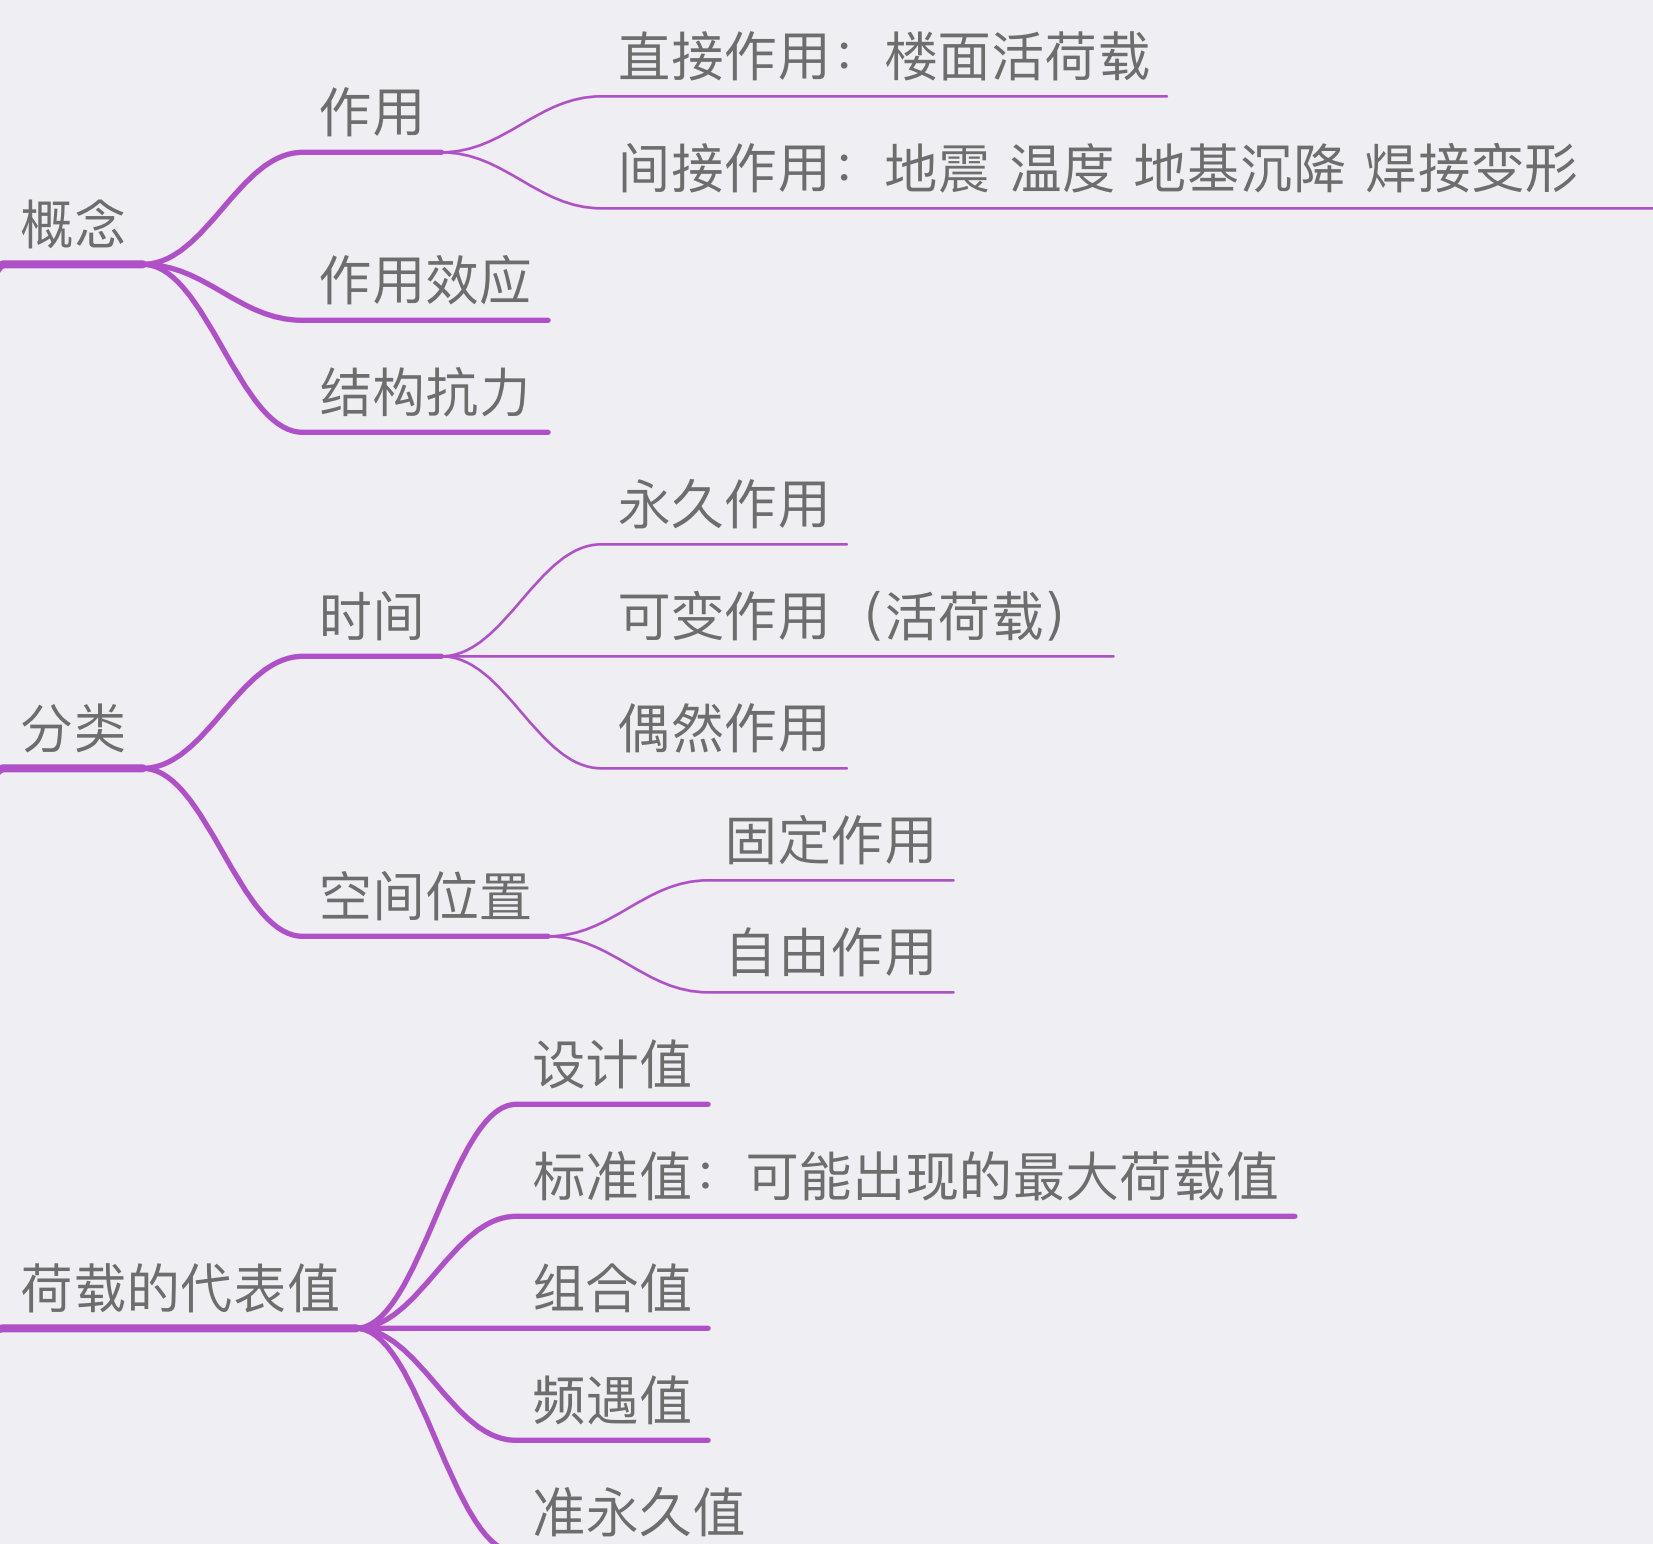 直接作用：楼面活荷载
作用
间接作用：地震 温度 地基沉降 焊接变形
概念
作用效应
结构抗力
永久作用
时间
可变作用（活荷载）
分类
偶然作用
固定作用
空间位置
自由作用
设计值
标准值：可能出现的最大荷载值
荷载的代表值
组合值
频遇值
准永久值